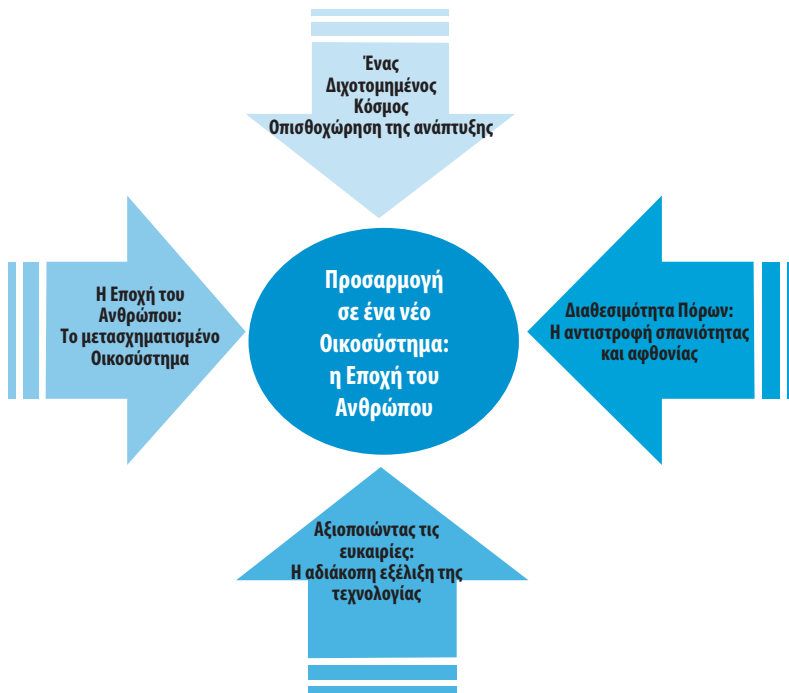 Ένας
Διχοτομημένος
Κόσμος
Οπισθοχώρηση της ανάπτυξης
Η Εποχή του
Ανθρώπου:
Το μετασχηματισμένο
Οικοσύστημα
Προσαρμογή
σε ένα νέο
Οικοσύστημα:
η Εποχή του
Ανθρώπου
Διαθεσιμότητα Πόρων:
Η αντιστροφή σπανιότητας
και αφθονίας
Αξιοποιώντας τις
ευκαιρίες:
Η αδιάκοπη εξέλιξη της
τεχνολογίας